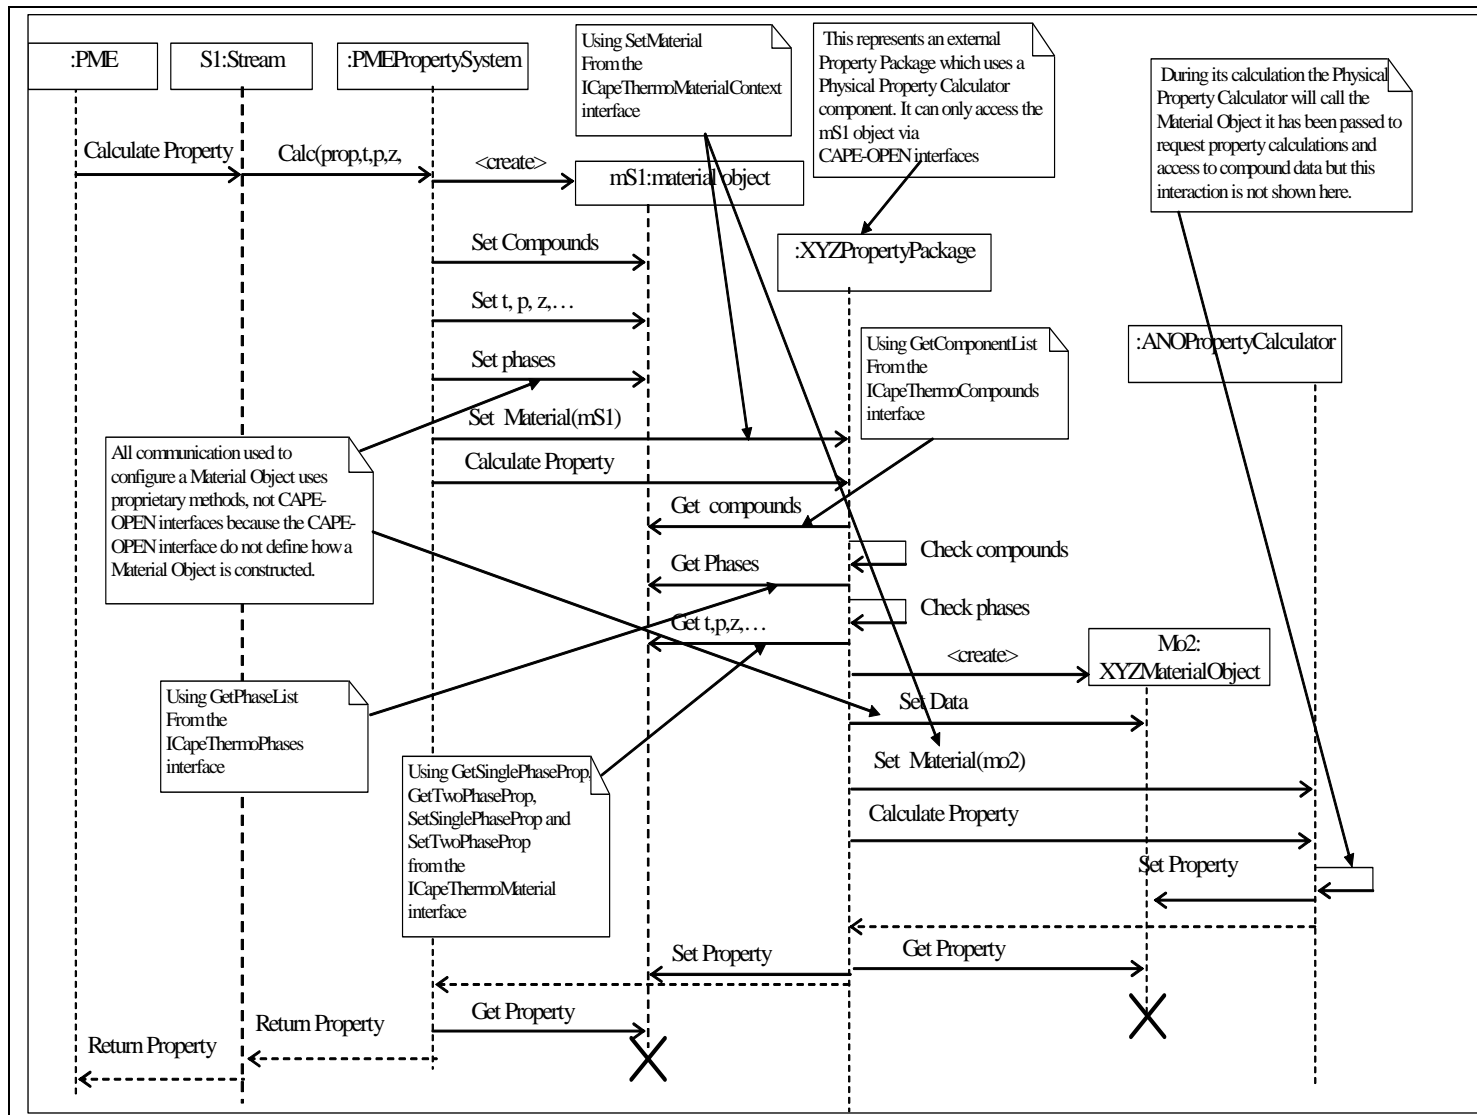 :PME
S1:Stream
:PMEPropertySystem
Using SetMaterial
From the
ICapeThermoMaterialContext
interface
This represents an external
Property Package which uses a
Physical Property Calculator
component. It can only access the
mS1 object via
CAPE-OPEN interfaces
During its calculation the Physical
Property Calculator will call the
Material Object it has been passed to
request property calculations and
access to compound data but this
interaction is not shown here.
Calculate Property
Calc(prop,t,p,z,
<create>
mS1:material object
Set Compounds
:XYZPropertyPackage
Set t, p, z,…
Using GetComponentList
From the
ICapeThermoCompounds
interface
:ANOPropertyCalculator
Set phases
Set Material(mS1)
All communication used to
configure a Material Object uses
proprietary methods, not CAPE-
OPEN interfaces because the CAPE-
OPEN interface do not define how a
Material Object is constructed.
Calculate Property
Get compounds
Check compounds
Get Phases
Check phases
Get t,p,z,…
<create>
Mo2:
XYZMaterialObject
Using GetPhaseList
From the
ICapeThermoPhases
interface
Set Data
Set Material(mo2)
Using GetSinglePhaseProp,
GetTwoPhaseProp,
SetSinglePhaseProp and
SetTwoPhaseProp
from the
ICapeThermoMaterial
interface
Calculate Property
Set Property
Set Property
Get Property
Get Property
Return Property
Return Property